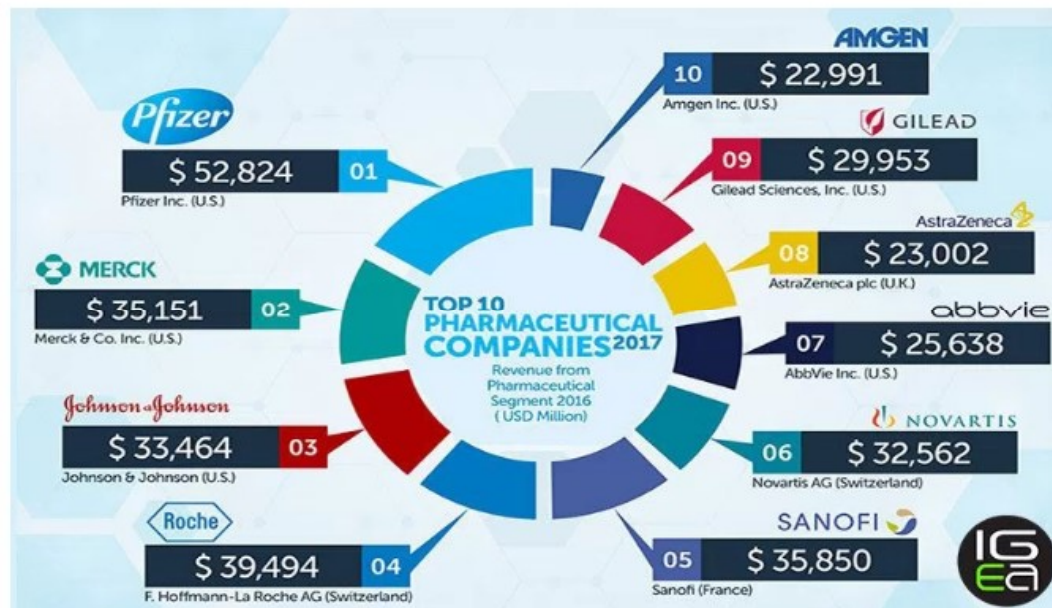 AMGEN
10 $ 22,991
Amgen Inc. (U.S.)
Pfizer
$ 52,824 01
Pfizer Inc. (U.S.)
GILEAD
09 $ 29,953
Gilead Sciences, Inc. (U.S.)
AstraZeneca
08 $ 23,002
AstraZeneca plc (U.K.)
MERCK
$ 35,151 02
Merck & Co. Inc. (U.S.)
abbvie
07 $ 25,638
AbbVie Inc. (U.S.)
TOP 10
PHARMACEUTICAL
COMPANIES 2017
Revenue from
Pharmaceutical
Segment 2016
( USD Million)
Johnson & Johnson
$ 33,464 03
Johnson & Johnson (U.S.)
NOVARTIS
06 $ 32,562
Novartis AG (Switzerland)
Roche
$ 39,494 04
F. Hoffmann-La Roche AG (Switzerland)
SANOFI
05 $ 35,850
Sanofi (France)
IG
Ea